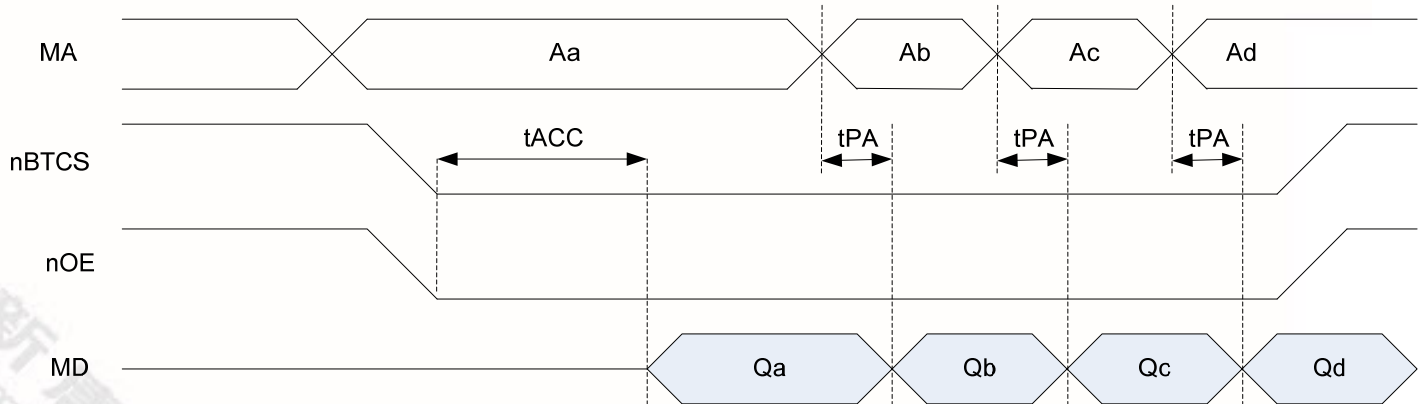 MA Aa Ab Ac Ad
nBTCS tACC tPA tPA tPA
nOE
MD Qa Qb Qc Qd